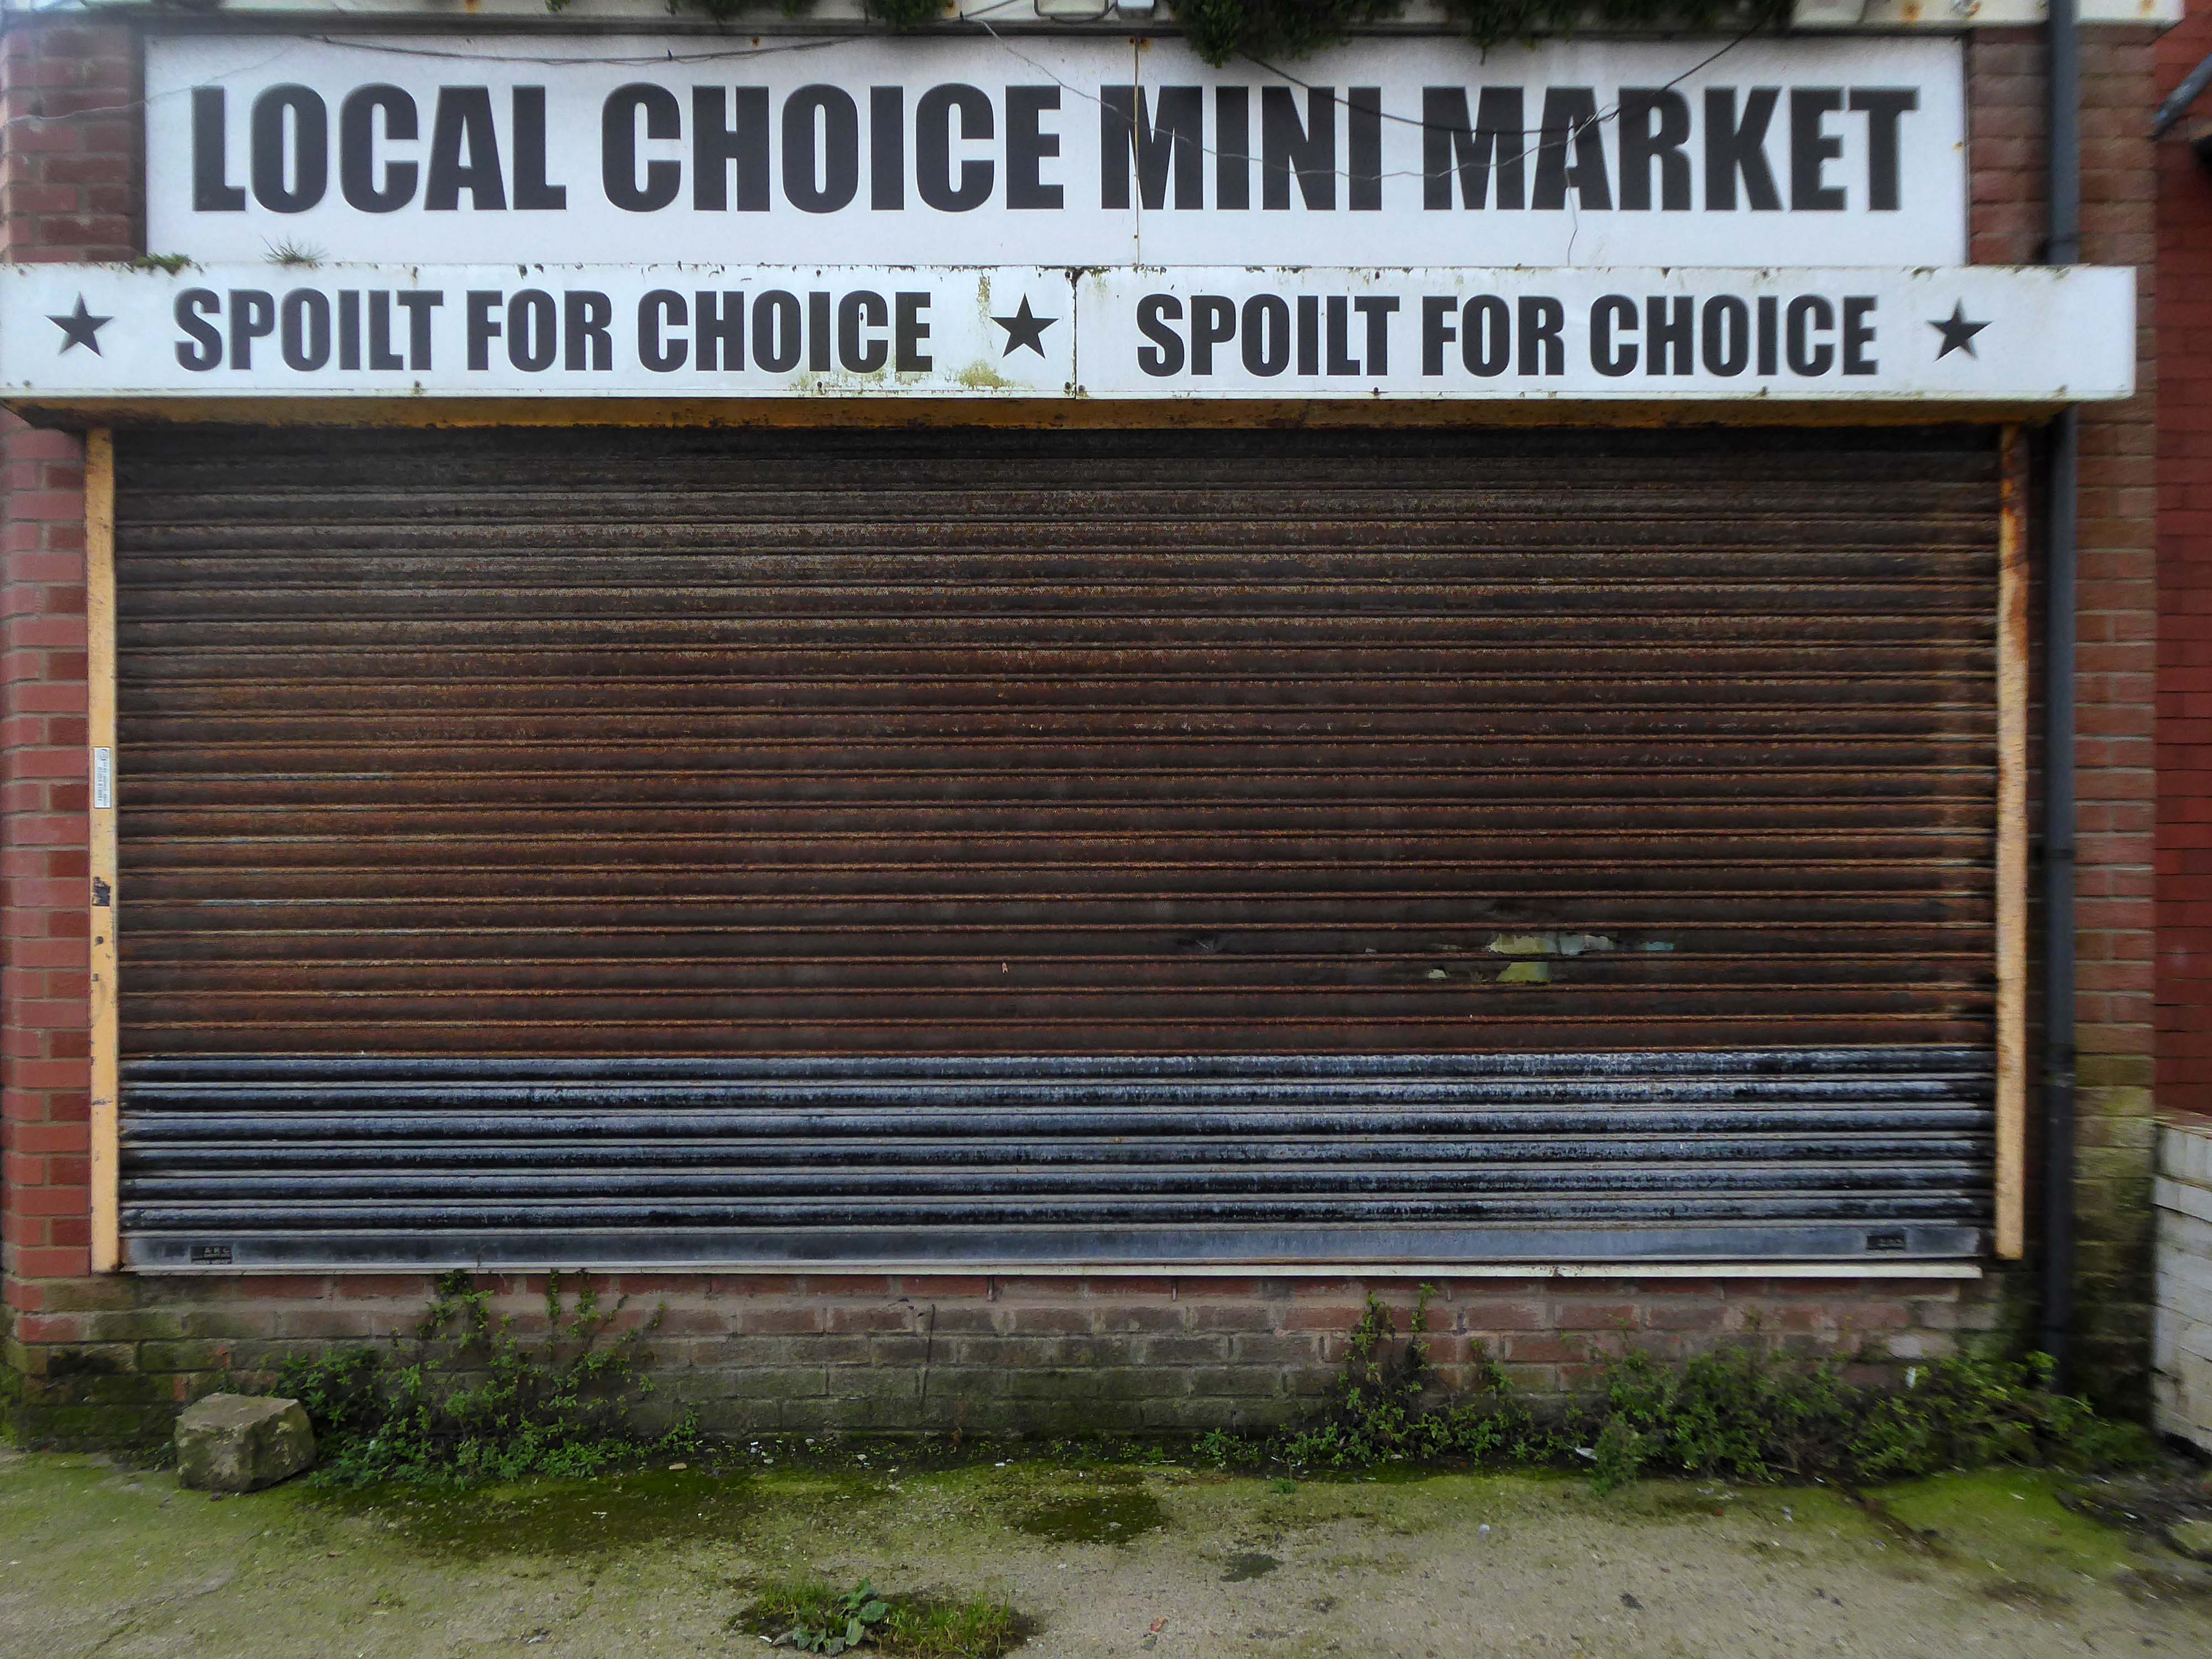 LOCAL CHOICE MINI MARKET
★ SPOILT FOR CHOICE ★ SPOILT FOR CHOICE ★